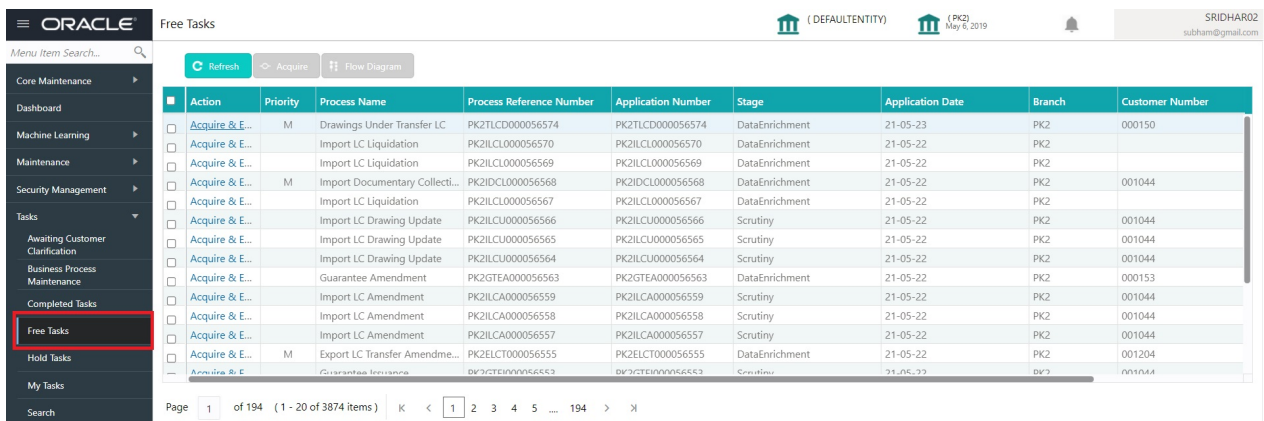 ≡ ORACLE® Free Tasks ( DEFAULTENTITY) ( PK2) SRIDHAR02
May 6, 2019 subham@gmail.com
Menu Item Search...
Refresh Acquire Flow Diagram
Core Maintenance
Dashboard
Machine Learning
Maintenance
Security Management
Tasks
Awaiting Customer
Clarification
Business Process
Maintenance
Completed Tasks
Free Tasks
Hold Tasks
My Tasks
Search
Action Priority Process Name Process Reference Number Application Number Stage Application Date Branch Customer Number
Acquire & E... M Drawings Under Transfer LC PK2TLCD000056574 PK2TLCD000056574 DataEnrichment 21-05-23 PK2 000150
Acquire & E... Import LC Liquidation PK2ILCL000056570 PK2ILCL000056570 DataEnrichment 21-05-22 PK2
Acquire & E... Import LC Liquidation PK2ILCL000056569 PK2ILCL000056569 DataEnrichment 21-05-22 PK2
Acquire & E... M Import Documentary Collecti... PK2IDCL000056568 PK2IDCL000056568 DataEnrichment 21-05-22 PK2 001044
Acquire & E... Import LC Liquidation PK2ILCL000056567 PK2ILCL000056567 DataEnrichment 21-05-22 PK2
Acquire & E... Import LC Drawing Update PK2ILCU000056566 PK2ILCU000056566 Scrutiny 21-05-22 PK2 001044
Acquire & E... Import LC Drawing Update PK2ILCU000056565 PK2ILCU000056565 Scrutiny 21-05-22 PK2 001044
Acquire & E... Import LC Drawing Update PK2ILCU000056564 PK2ILCU000056564 Scrutiny 21-05-22 PK2 001044
Acquire & E... Guarantee Amendment PK2GTEA000056563 PK2GTEA000056563 DataEnrichment 21-05-22 PK2 000153
Acquire & E... Import LC Amendment PK2ILCA000056559 PK2ILCA000056559 Scrutiny 21-05-22 PK2 001044
Acquire & E... Import LC Amendment PK2ILCA000056558 PK2ILCA000056558 Scrutiny 21-05-22 PK2 001044
Acquire & E... Import LC Amendment PK2ILCA000056557 PK2ILCA000056557 Scrutiny 21-05-22 PK2 001044
Acquire & E... M Export LC Transfer Amendme... PK2ELCT000056555 PK2ELCT000056555 DataEnrichment 21-05-22 PK2 001204
Acquire & E... Guarantee Issuance PK2GTEI000056553 PK2GTEI000056553 Scrutiny 21-05-22 PK2 001044
Page 1 of 194 ( 1 - 20 of 3874 items ) K < 1 2 3 4 5 ... 194 > >|